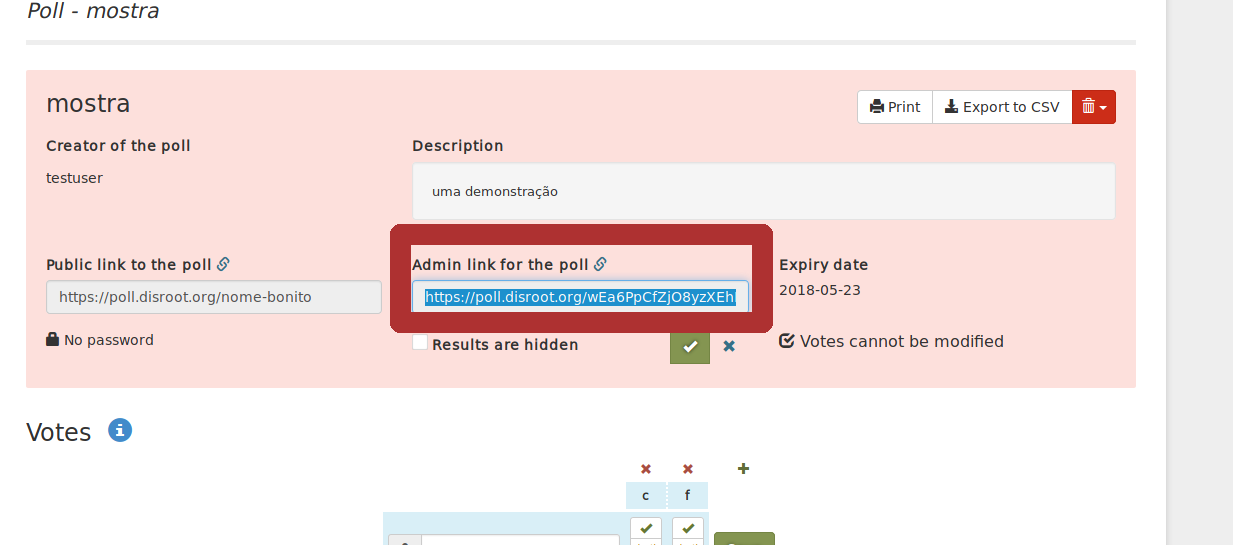 Poll - mostra
mostra
Print
Export to CSV
Creator of the poll
Description
testuser
uma demonstração
Public link to the poll
Admin link for the poll
Expiry date
https://poll.disroot.org/nome-bonito
https://poll.disroot.org/wEa6PpCfZjO8yzXEh
2018-05-23
No password
Results are hidden
Votes cannot be modified
Votes
c
f